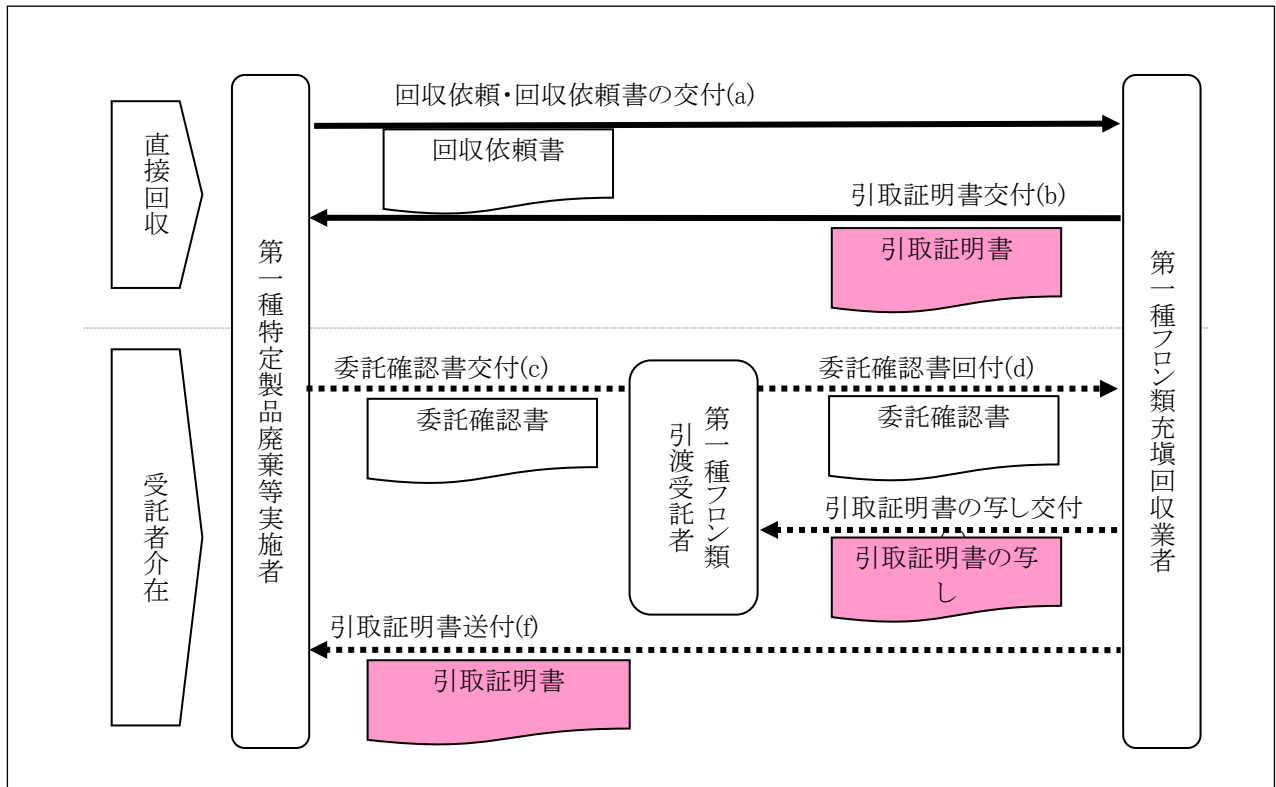 回収依頼・回収依頼書の交付(a)
直接回収
回収依頼書
引取証明書交付(b)
引取証明書
第一種特定製品廃棄等実施者
第一種フロン類充塡回収業者
委託確認書交付(c)
委託確認書回付(d)
委託確認書
委託確認書
第一種フロン類
引渡受託者
受託者介在
引取証明書の写し交付
引取証明書の写
し
引取証明書送付(f)
引取証明書